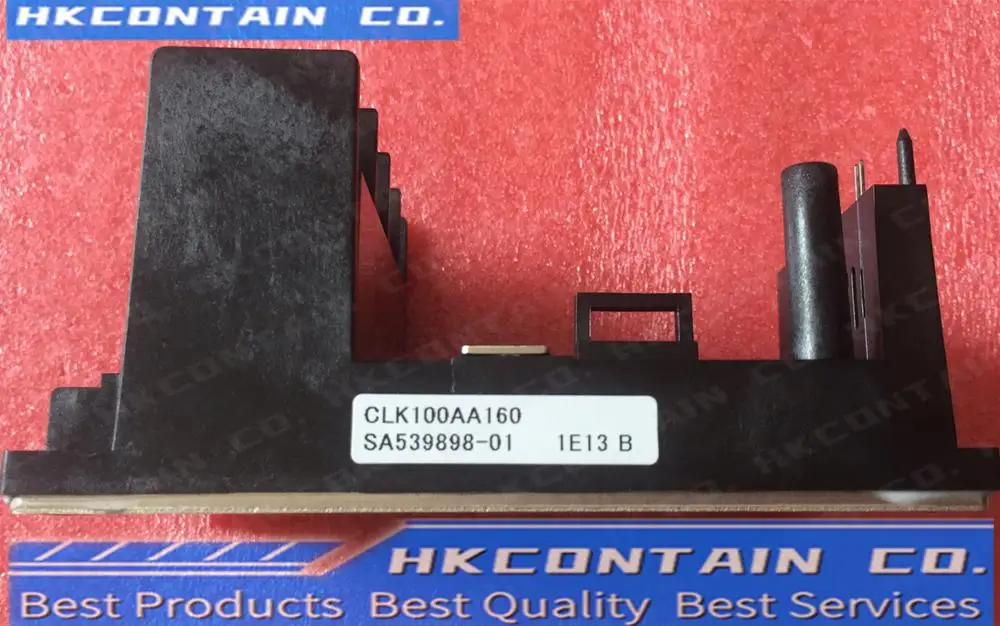 HKCONTAIN CO.
CLK100AA160
SA539898-01 1E13 B
HKCONTAIN CO.
Best Products Best Quality Best Services